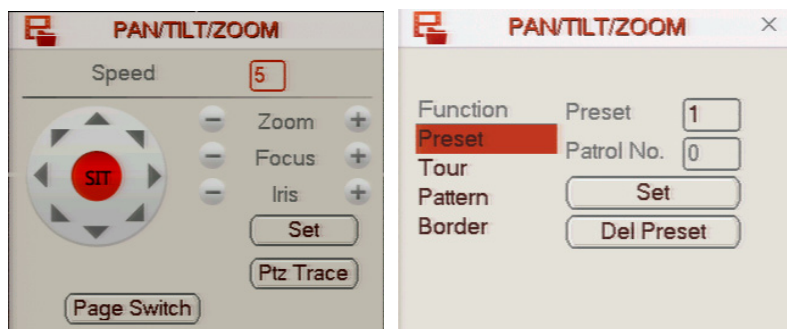 PAN/TILT/ZOOM
Speed 5
Zoom
Focus
SIT
Iris
Set
Ptz Trace
Page Switch
PAN/TILT/ZOOM
Function
Preset
Tour
Pattern
Border
Preset 1
Patrol No. 0
Set
Del Preset